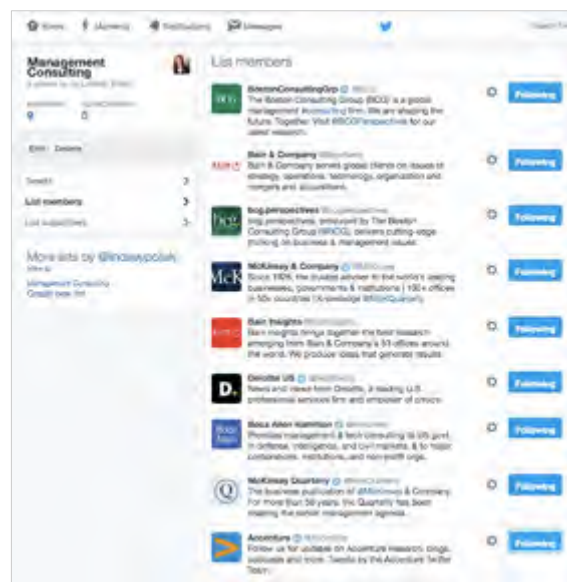 Home
Notifications
Messages
Management
Consulting
9 0
Edit Delete
Tweets
List members
List subscribers
More lists by @lindseypollak
Management Consulting
List members
BostonConsultingGrp
The Boston Consulting Group (BCG) is a global
management consulting firm. We are shaping the
future. Together. Visit @BCGPerspectives for our
latest research.
Following
Bain & Company
Bain & Company serves global clients on issues of
strategy, operations, technology, organization and
mergers and acquisitions.
Following
bcg.perspectives
bcg.perspectives, produced by The Boston
Consulting Group (@BCG), delivers cutting-edge
thinking on business & management issues.
Following
McKinsey & Company
Since 1926, the trusted advisor to the world's leading
businesses, governments & institutions | 100+ offices
in 50+ countries
Following
Bain Insights
Bain Insights brings together the best research
emerging from Bain & Company's 53 offices around
the world. We produce ideas that generate results.
Following
Deloitte US
News and views from Deloitte, a leading U.S.
professional services firm and
Following
Booz Allen Hamilton
management & tech consulting to US govt.
in defense, intelligence, and civil markets, & to major
corporations, institutions, and non-profit orgs.
Following
McKinsey Quarterly
The business publication of @McKinsey & Company.
For more than 50 years, the Quarterly has been
the senior management agenda.
Following
Accenture
Follow us for updates on Accenture research, blogs,
podcasts and more. Tweets by the Accenture Twitter
Team.
Following